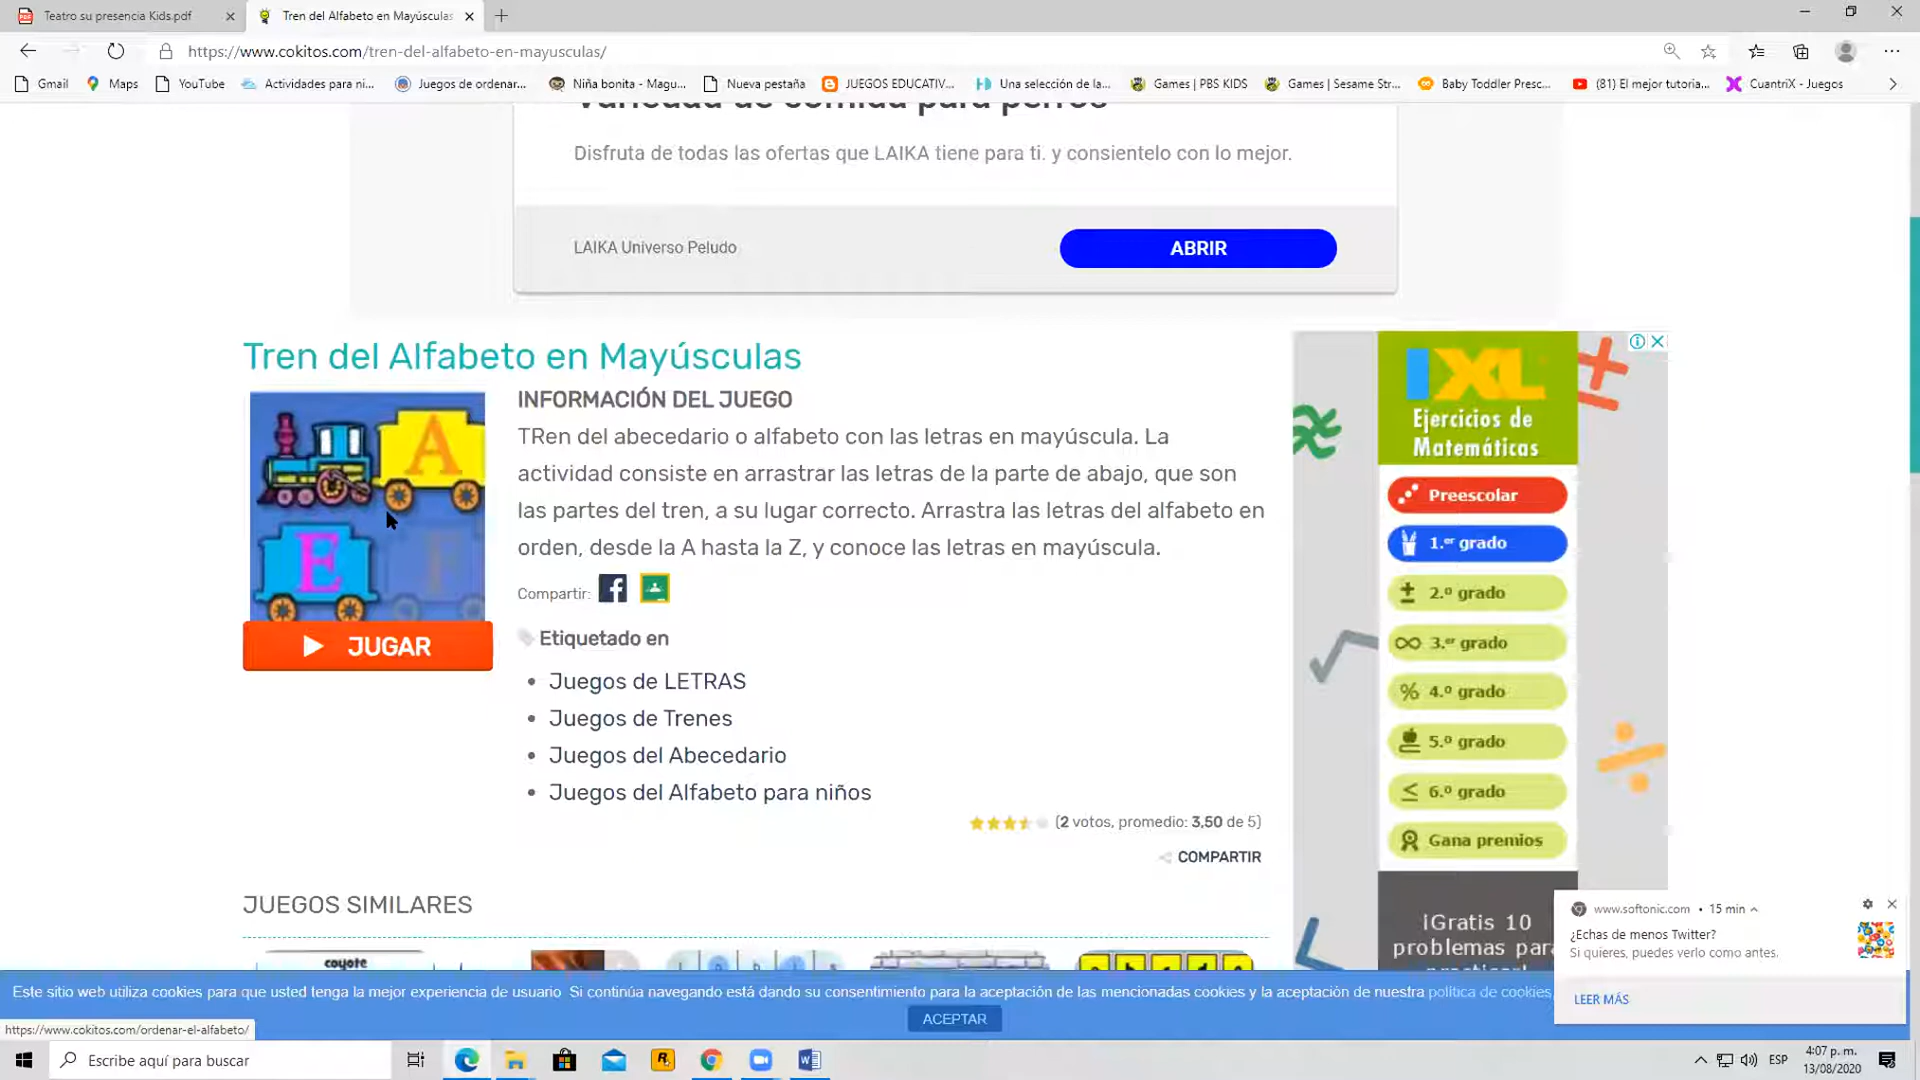 Teatro su presencia Kids.pdf
Tren del Alfabeto en Mayúsculas
https://www.cokitos.com/tren-del-alfabeto-en-mayusculas/
Gmail
Maps
YouTube
Actividades para ni...
Juegos de ordenar...
Niña bonita - Magu...
Nueva pestaña
JUEGOS EDUCATIV...
Una selección de la...
Games | PBS KIDS
Games | Sesame Str...
Baby Toddler Presc...
(81) El mejor tutoria...
CuantriX - Juegos
Variedad de comida para perros
Disfruta de todas las ofertas que LAIKA tiene para ti. y consientelo con lo mejor.
LAIKA Universo Peludo
ABRIR
Tren del Alfabeto en Mayúsculas
A
E
F
JUGAR
INFORMACIÓN DEL JUEGO
TRen del abecedario o alfabeto con las letras en mayúscula. La
actividad consiste en arrastrar las letras de la parte de abajo, que son
las partes del tren, a su lugar correcto. Arrastra las letras del alfabeto en
orden, desde la A hasta la Z, y conoce las letras en mayúscula.
Compartir:
Etiquetado en
• Juegos de LETRAS
• Juegos de Trenes
• Juegos del Abecedario
• Juegos del Alfabeto para niños
(2 votos, promedio: 3,50 de 5)
COMPARTIR
JUEGOS SIMILARES
coyote
IXL
Ejercicios de
Matemáticas
Preescolar
1.er grado
2.º grado
3.er grado
4.º grado
5.º grado
6.º grado
Gana premios
¡Gratis 10
problemas para
www.softonic.com • 15 min
¿Echas de menos Twitter?
Si quieres, puedes verlo como antes.
LEER MÁS
Este sitio web utiliza cookies para que usted tenga la mejor experiencia de usuario. Si continúa navegando está dando su consentimiento para la aceptación de las mencionadas cookies y la aceptación de nuestra política de cookies,
ACEPTAR
https://www.cokitos.com/ordenar-el-alfabeto/
Escribe aquí para buscar
ESP
4:07 p. m.
13/08/2020